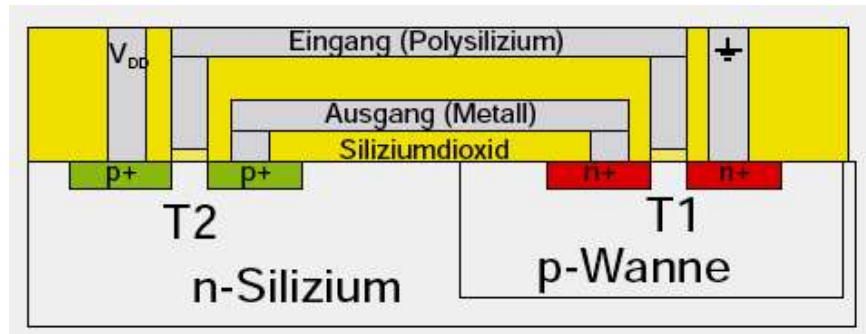 Eingang (Polysilizium)
VDD
Ausgang (Metall)
Siliziumdioxid
p+ p+ n+ n+
T2 T1
p-Wanne
n-Silizium